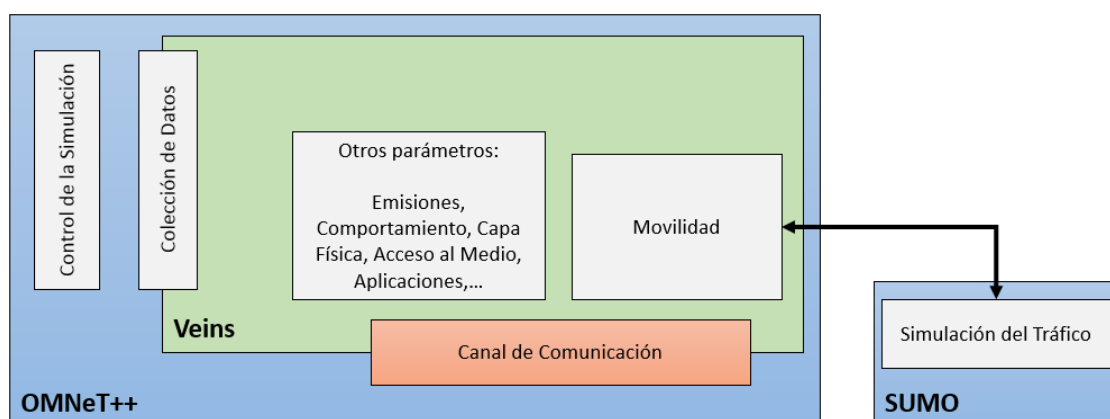 Control de la Simulación
Colección de Datos
Otros parámetros:
Emisiones,
Comportamiento, Capa
Física, Acceso al Medio,
Aplicaciones,...
Movilidad
Veins
Canal de Comunicación
OMNeT++
Simulación del Tráfico
SUMO